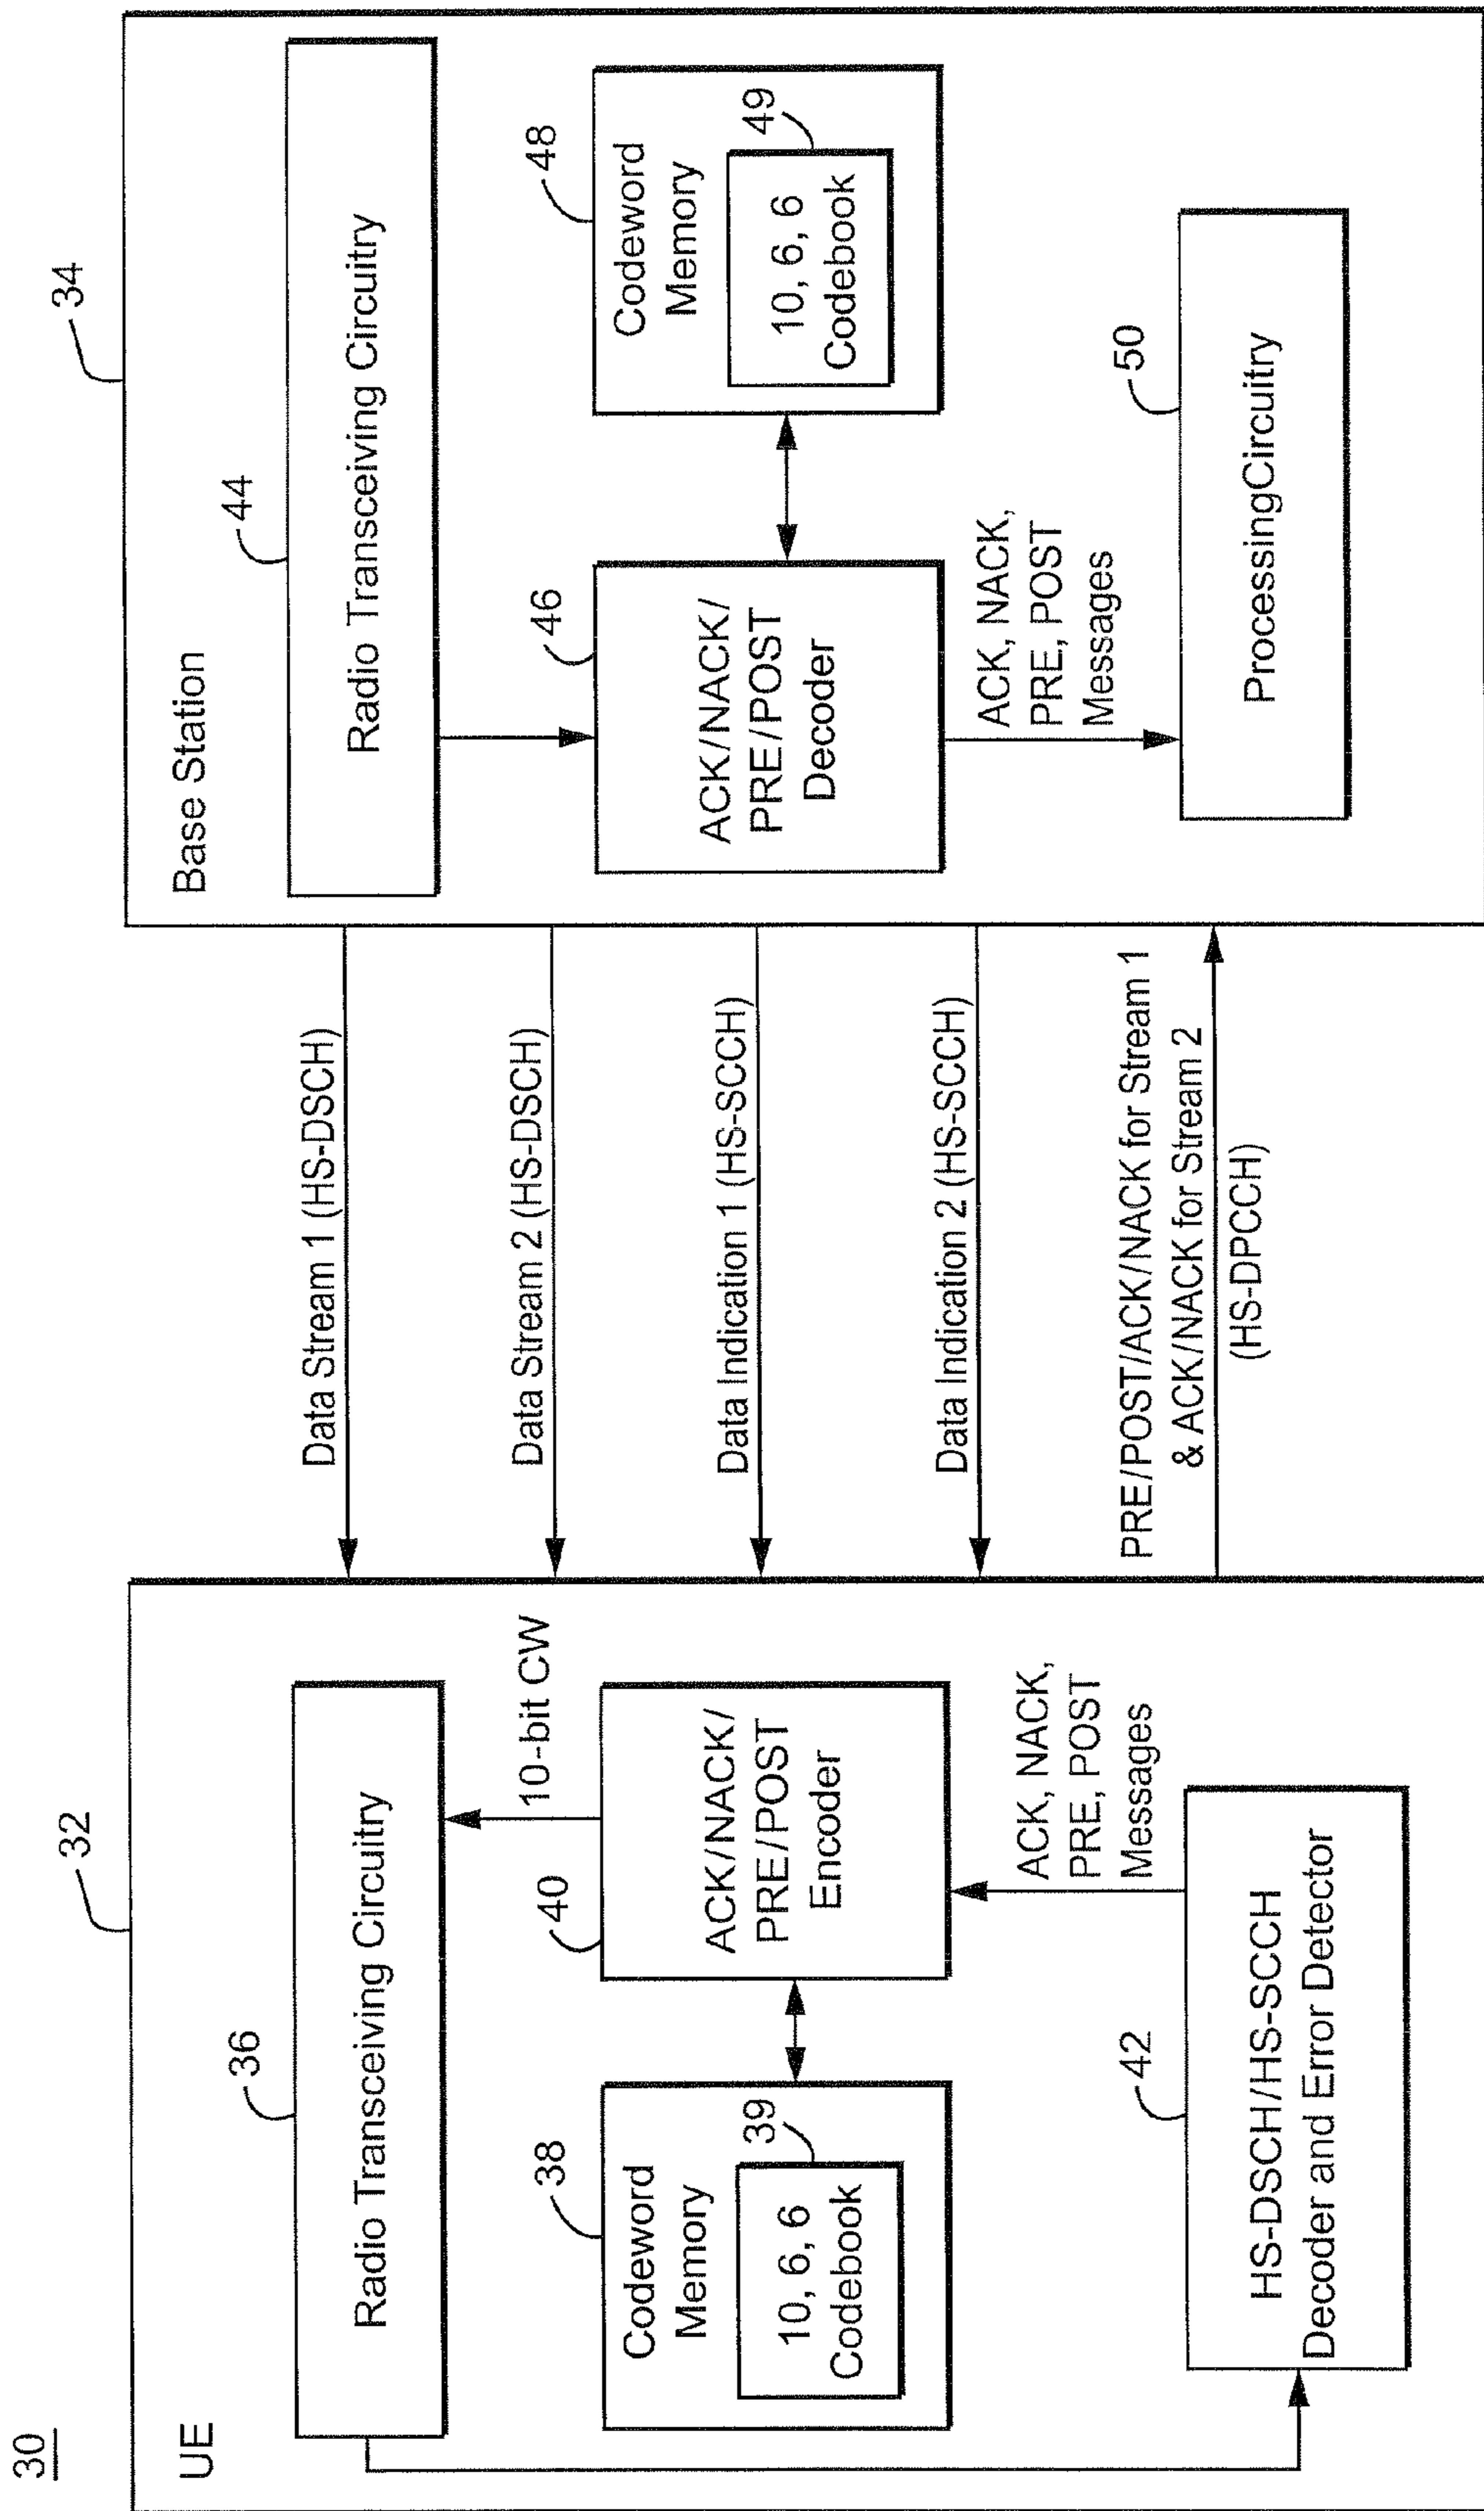 30
32
UE
36
Radio Transceiving Circuitry
10-bit CW
38
Codeword
Memory
39
10, 6, 6
Codebook
40
ACK/NACK/
PRE/POST
Encoder
ACK, NACK,
PRE, POST
Messages
42
HS-DSCH/HS-SCCH
Decoder and Error Detector
Data Stream 1 (HS-DSCH)
Data Stream 2 (HS-DSCH)
Data Indication 1 (HS-SCCH)
Data Indication 2 (HS-SCCH)
PRE/POST/ACK/NACK for Stream 1
& ACK/NACK for Stream 2
(HS-DPCCH)
34
Base Station
44
Radio Transceiving Circuitry
46
ACK/NACK/
PRE/POST
Decoder
48
Codeword
Memory
49
10, 6, 6
Codebook
ACK, NACK,
PRE, POST
Messages
50
ProcessingCircuitry